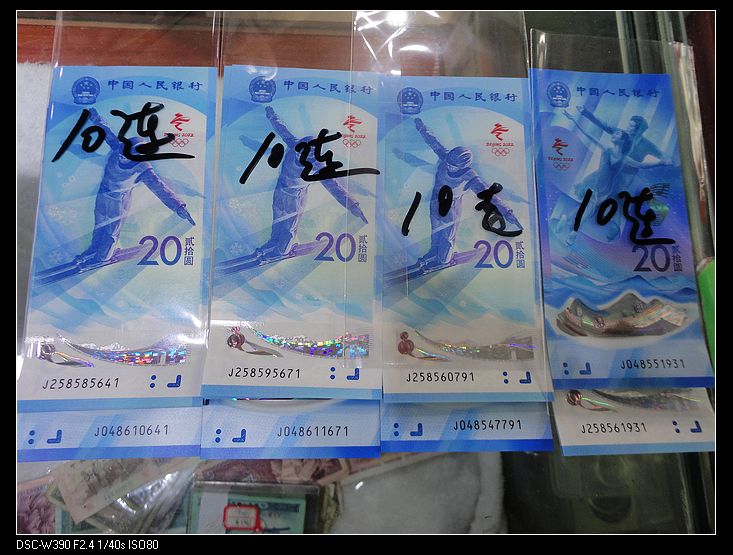 中国人民银行
10连
BEIJING 2022
20 贰拾圆
J258585641
J048610641
中国人民银行
10连
BEIJING 2022
20 贰拾圆
J258595671
J048611671
中国人民银行
10连
BEIJING 2022
20 贰拾圆
J258560791
J048547791
中国人民银行
BEIJING 2022
10连
20 贰拾圆
J048551931
J258561931
DSC-W390 F2.4 1/40s ISO80